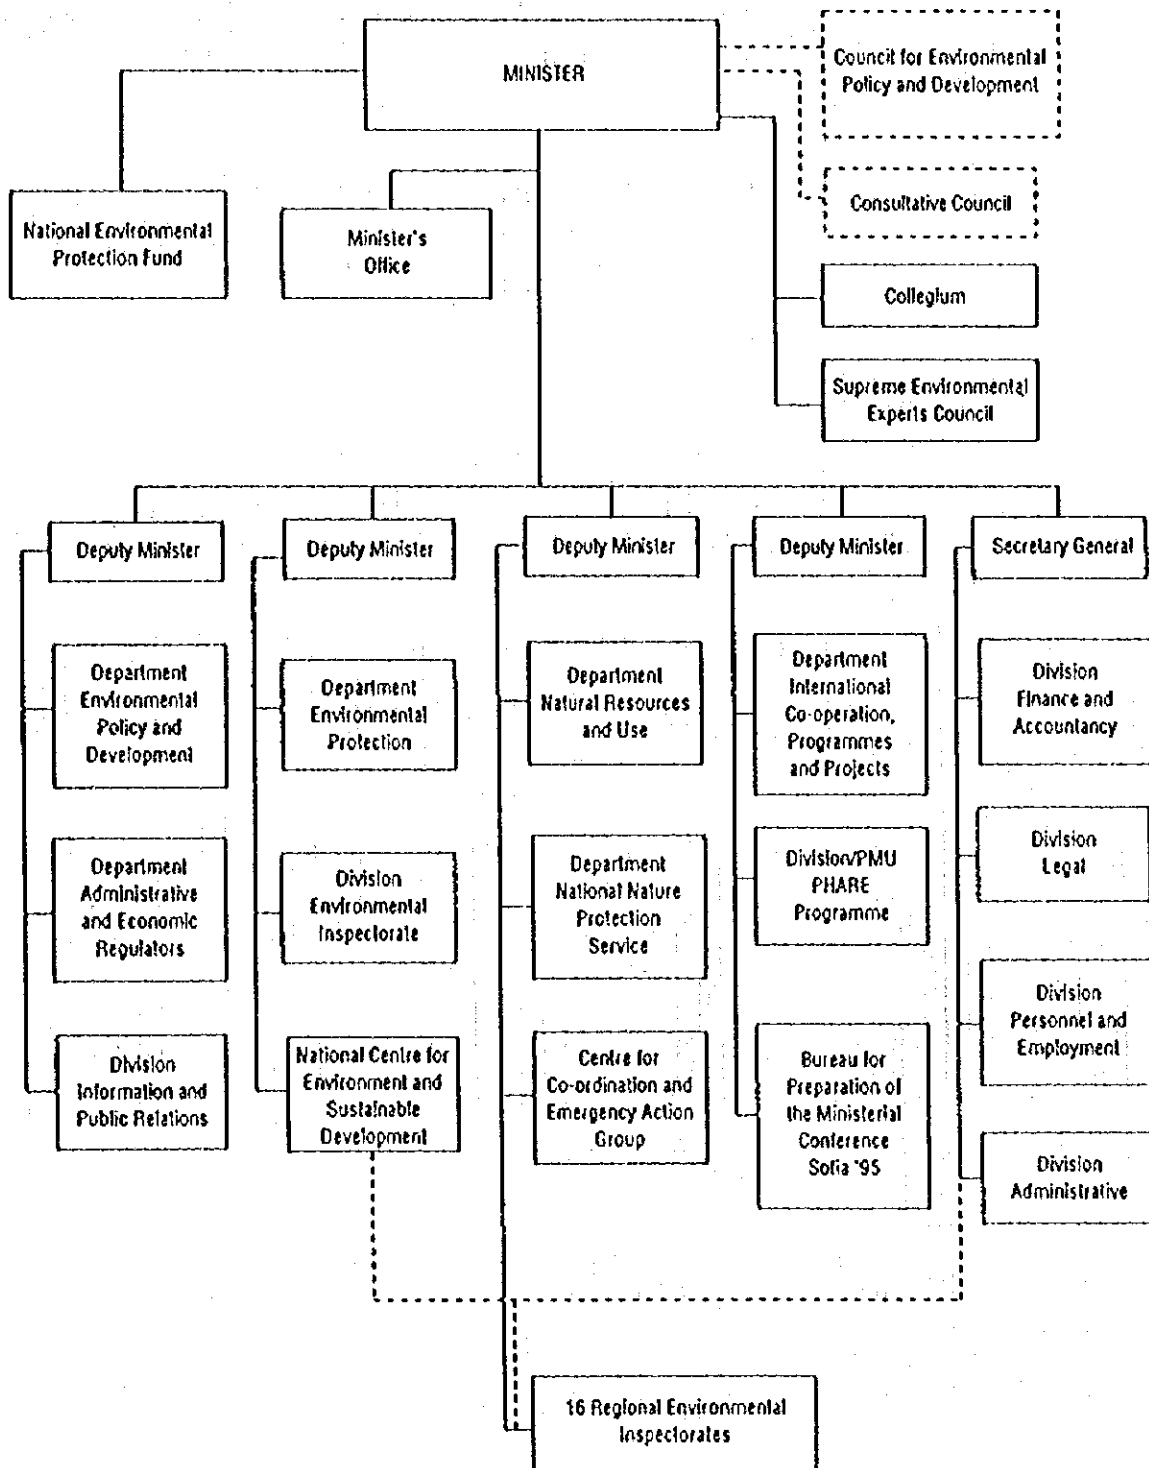 MINISTER
Council for Environmental
Policy and Development
Consultative Council
National Environmental
Protection Fund
Minister's
Office
Collegium
Supreme Environmental
Experts Council
Deputy Minister
Deputy Minister
Deputy Minister
Deputy Minister
Secretary General
Department
Environmental
Policy and
Development
Department
Environmental
Protection
Department
Natural Resources
and Use
Department
International
Co-operation,
Programmes
and Projects
Division
Finance and
Accountancy
Department
Administrative
and Economic
Regulators
Division
Environmental
Inspectorate
Department
National Nature
Protection
Service
Division/PMU
PHARE
Programme
Division
Legal
Division
Personnel and
Employment
Division
Information and
Public Relations
National Centre for
Environment and
Sustainable
Development
Centre for
Co-ordination and
Emergency Action
Group
Bureau for
Preparation of
the Ministerial
Conference
Sofia '95
Division
Administrative
16 Regional Environmental
Inspectorates